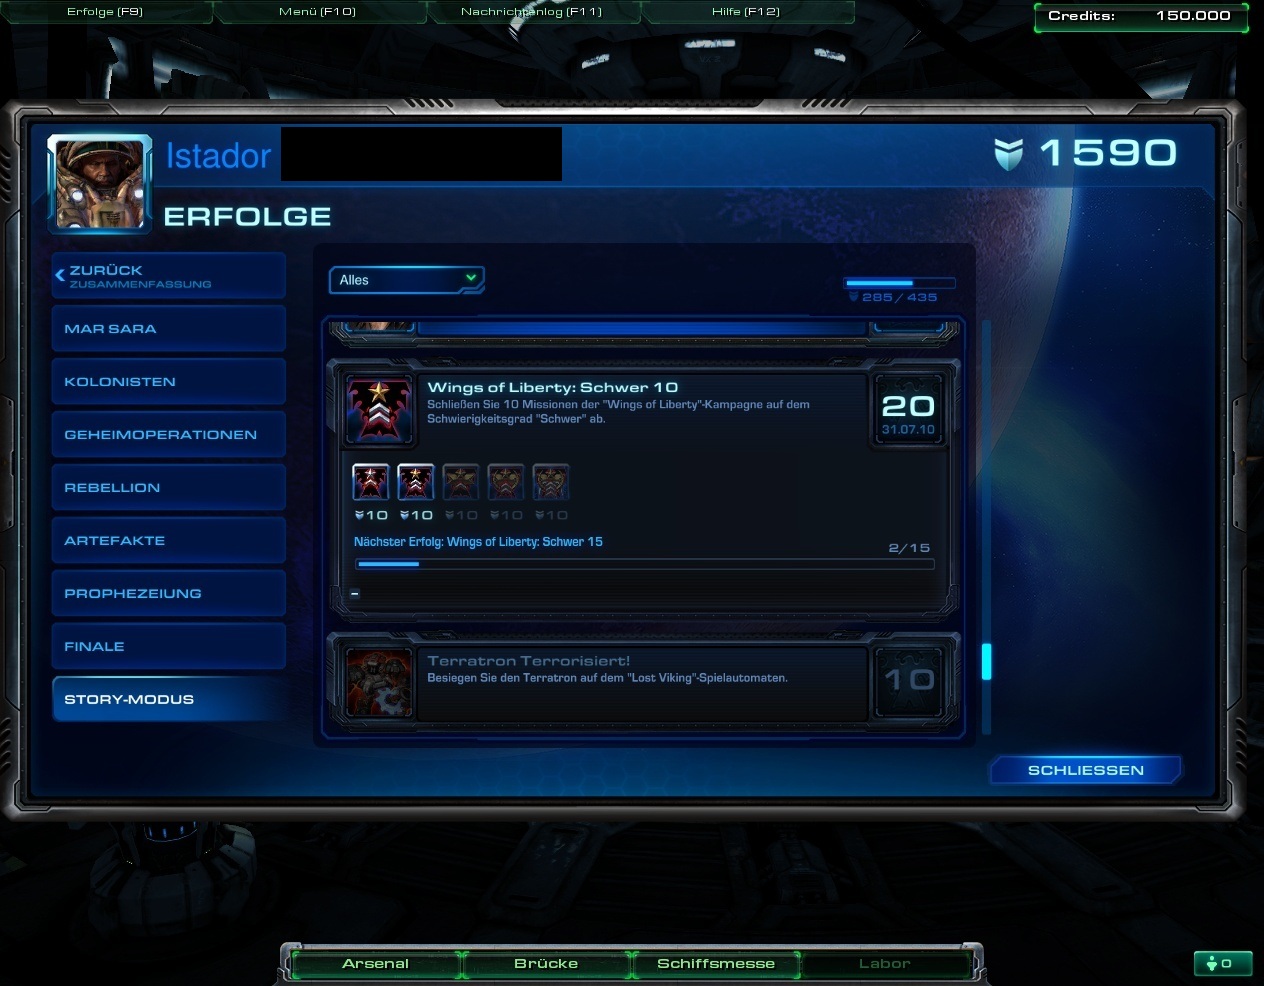 Erfolge (F9)
Menü (F10)
Nachrichtenlog (F11)
Hilfe (F12)
Credits: 150.000
Istador
1590
ERFOLGE
ZURÜCK
ZUSAMMENFASSUNG
MAR SARA
KOLONISTEN
GEHEIMOPERATIONEN
REBELLION
ARTEFAKTE
PROPHEZEIUNG
FINALE
STORY-MODUS
Alles
285 / 435
Wings of Liberty: Schwer 10
Schließen Sie 10 Missionen der "Wings of Liberty"-Kampagne auf dem
Schwierigkeitsgrad "Schwer" ab.
20
31.07.10
10 10 10 10 10
Nächster Erfolg: Wings of Liberty: Schwer 15
2/15
Terratron Terrorisiert!
Besiegen Sie den Terratron auf dem "Lost Viking"-Spielautomaten.
10
SCHLIESSEN
Arsenal
Brücke
Schiffsmesse
Labor
0